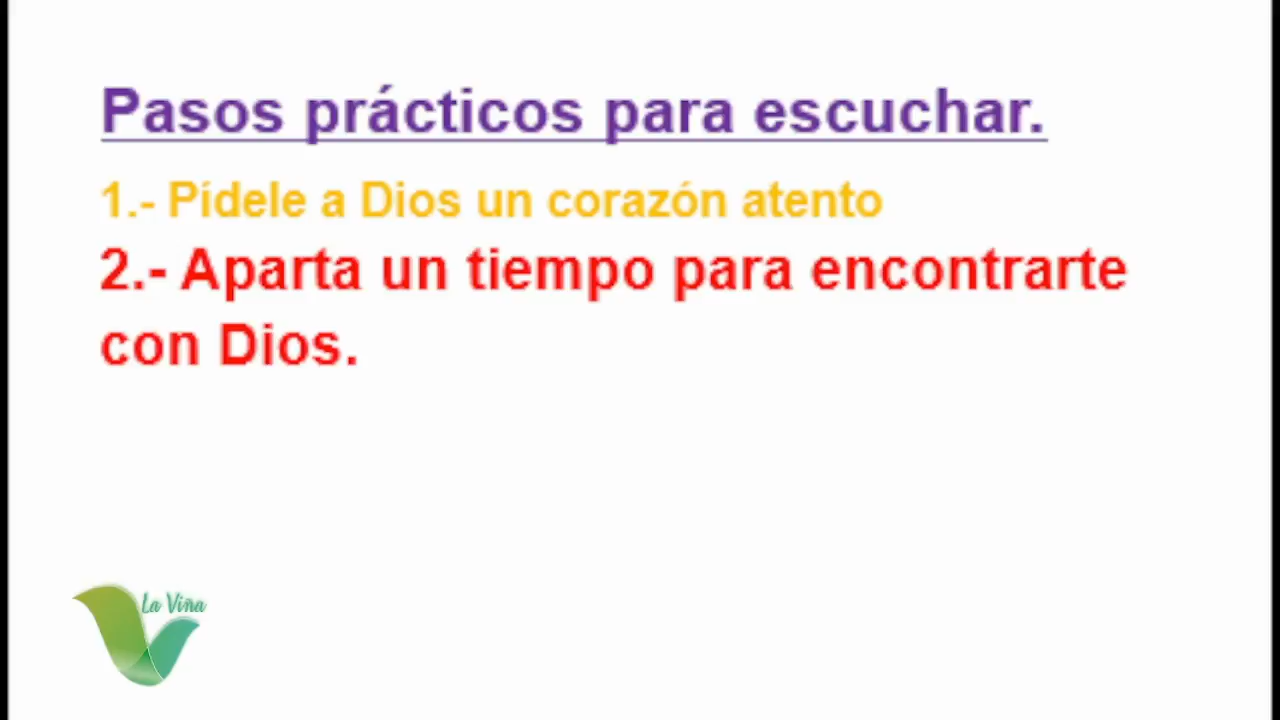 Pasos prácticos para escuchar.
1.- Pídele a Dios un corazón atento
2.- Aparta un tiempo para encontrarte
con Dios.
La Viña